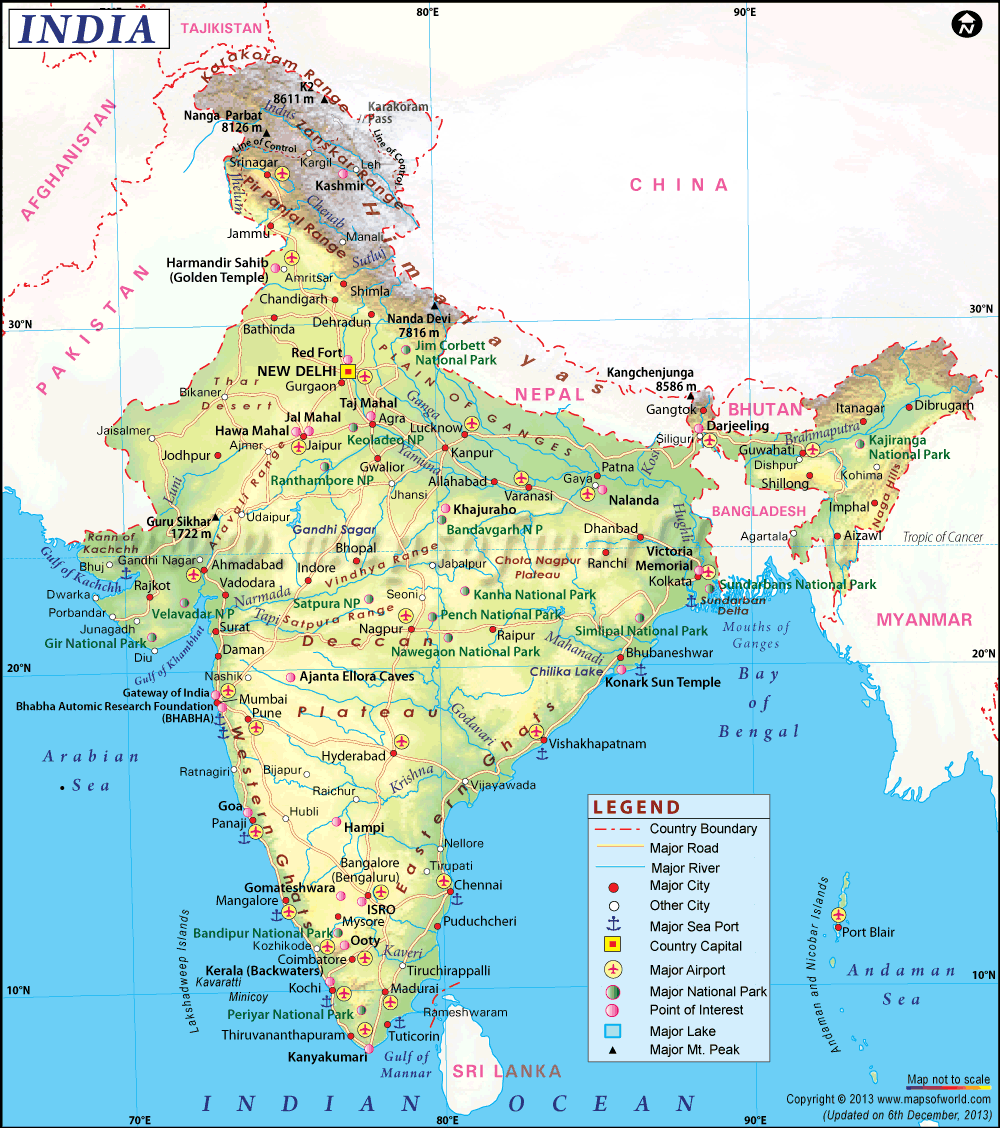 INDIA
80°E
90°E
TAJIKISTAN
Karakoram Range
K2
8611 m
Karakoram
Pass
Nanga Parbat
8126 m
Indus
Zanskar Range
Line of Control
Line of Control
AFGHANISTAN
CHINA
Srinagar
Kargil
Leh
Kashmir
Jhelum
Pir Panjal Range
Chenab
Himalayas
Jammu
Manali
Sutluj
Harmandir Sahib
(Golden Temple)
Amritsar
Shimla
Chandigarh
PAKISTAN
Nanda Devi
7816 m
Bathinda
Dehradun
30°N
30°N
Jim Corbett
National Park
Red Fort
NEW DELHI
Gurgaon
PLAIN OF GANGES
NEPAL
Kangchenjunga
8586 m
Thar
Desert
Bikaner
Taj Mahal
Ganga
Gangtok
BHUTAN
Itanagar
Dibrugarh
Jal Mahal
Agra
Lucknow
Darjeeling
Jaisalmer
Hawa Mahal
Keoladeo NP
Siliguri
Brahmaputra
Kajiranga
National Park
Ajmer
Jaipur
Yamuna
Kanpur
Kosi
Guwahati
Jodhpur
Gwalior
Patna
Dishpur
Kohima
Aravali Range
Ranthambore NP
Allahabad
Varanasi
Gaya
Shillong
Naga Hills
Luni
Jhansi
Nalanda
Khajuraho
Imphal
Guru Sikhar
1722 m
Udaipur
Gandhi Sagar
Bandavgarh N P
Dhanbad
Hughli
BANGLADESH
Rann of
Kachchh
Bhopal
Agartala
Aizawl
Tropic of Cancer
Gulf of Kachchh
Bhuj
Gandhi Nagar
Ahmadabad
Indore
Vindhya Range
Jabalpur
Chola Nagpur
Plateau
Ranchi
Victoria
Memorial
Kolkata
Rajkot
Vadodara
Dwarka
Narmada
Satpura NP
Seoni
Kanha National Park
Sundarbans National Park
Sundarban
Delta
Porbandar
Velavadar N P
Tapi
Satpura Range
Pench National Park
Junagadh
Surat
Nagpur
Raipur
Simlipal National Park
Mouths of
Ganges
MYANMAR
Gir National Park
Deccan
Plateau
Nawegaon National Park
Mahanadi
Diu
Gulf of Khambhat
Daman
Bhubaneshwar
20°N
20°N
Chilika Lake
Nashik
Ajanta Ellora Caves
Konark Sun Temple
Gateway of India
Bhabha Automic Research Foundation
(BHABHA)
Mumbai
Pune
Godavari
Bay
of
Bengal
Arabian
Sea
Western Ghats
Hyderabad
Eastern Ghats
Vishakhapatnam
Ratnagiri
Bijapur
Krishna
Vijayawada
Raichur
Goa
Panaji
Hubli
Hampi
Nellore
Bangalore
(Bengaluru)
Tirupati
Gomateshwara
Chennai
Mangalore
ISRO
Mysore
Bandipur National Park
Puduchcheri
Kozhikode
Ooty
Coimbatore
Kaveri
Kerala (Backwaters)
Tiruchirappalli
Lakshadweep Islands
Kavaratti
Minicoy
Kochi
Madurai
10°N
10°N
Periyar National Park
Rameshwaram
Thiruvananthapuram
Tuticorin
Kanyakumari
Gulf of
Mannar
SRI LANKA
Andaman and Nicobar Islands
Port Blair
Andaman
Sea
LEGEND
Country Boundary
Major Road
Major River
Major City
Other City
Major Sea Port
Country Capital
Major Airport
Major National Park
Point of Interest
Major Lake
Major Mt. Peak
Map not to scale
Copyright © 2013 www.mapsofworld.com
(Updated on 6th December, 2013)
70°E
INDIAN OCEAN
80°E
90°E
N